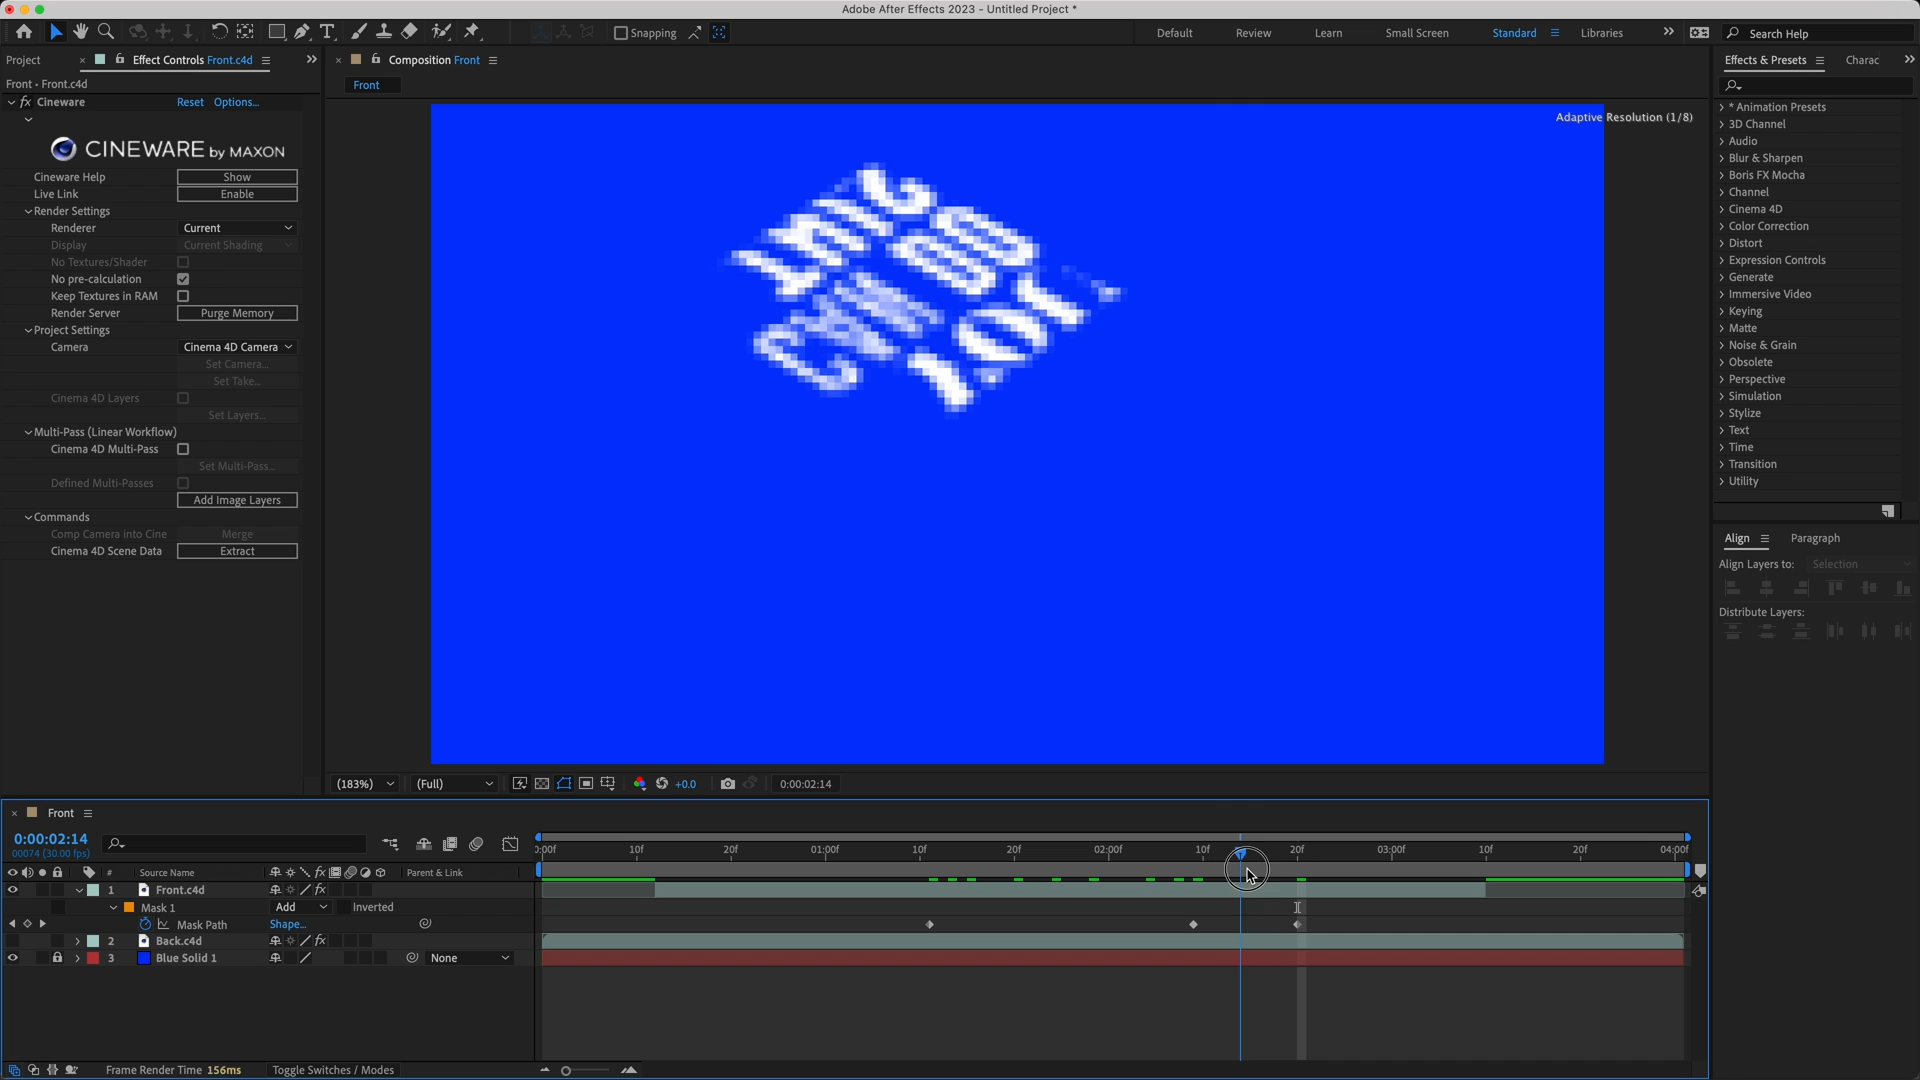 Adobe After Effects 2023 - Untitled Project *
Snapping
Default
Review
Learn
Small Screen
Standard
Libraries
Search Help
Projec
Effect Controls Front.c4d
Front • Front.c4d
fx Cineware Reset Options...
CINEWARE by MAXON
Cineware Help Show
Live Link Enable
Render Settings
Renderer Current
Display Current Shading
No Textures/Shader
No pre-calculation
Keep Textures in RAM
Render Server Purge Memory
Project Settings
Camera Cinema 4D Camera
Set Camera...
Set Take...
Cinema 4D Layers
Set Layers...
Multi-Pass (Linear Workflow)
Cinema 4D Multi-Pass
Set Multi-Pass...
Defined Multi-Passes
Add Image Layers
Commands
Comp Camera into Cine Merge
Cinema 4D Scene Data Extract
Composition Front
Front
Adaptive Resolution (1/8)
(183%) (Full) +0.0 0:00:02:14
Effects & Presets Charac
* Animation Presets
3D Channel
Audio
Blur & Sharpen
Boris FX Mocha
Channel
Cinema 4D
Color Correction
Distort
Expression Controls
Generate
Immersive Video
Keying
Matte
Noise & Grain
Obsolete
Perspective
Simulation
Stylize
Text
Time
Transition
Utility
Align Paragraph
Align Layers to: Selection
Distribute Layers:
Front
0:00:02:14
00074 (30.00 fps)
:00f 10f 20f 01:00f 10f 20f 02:00f 10f 20f 03:00f 10f 20f 04:00f
# Source Name fx Parent & Link
1 Front.c4d fx
Mask 1 Add Inverted
Mask Path Shape...
2 Back.c4d fx
3 Blue Solid 1 None
Frame Render Time 156ms Toggle Switches / Modes